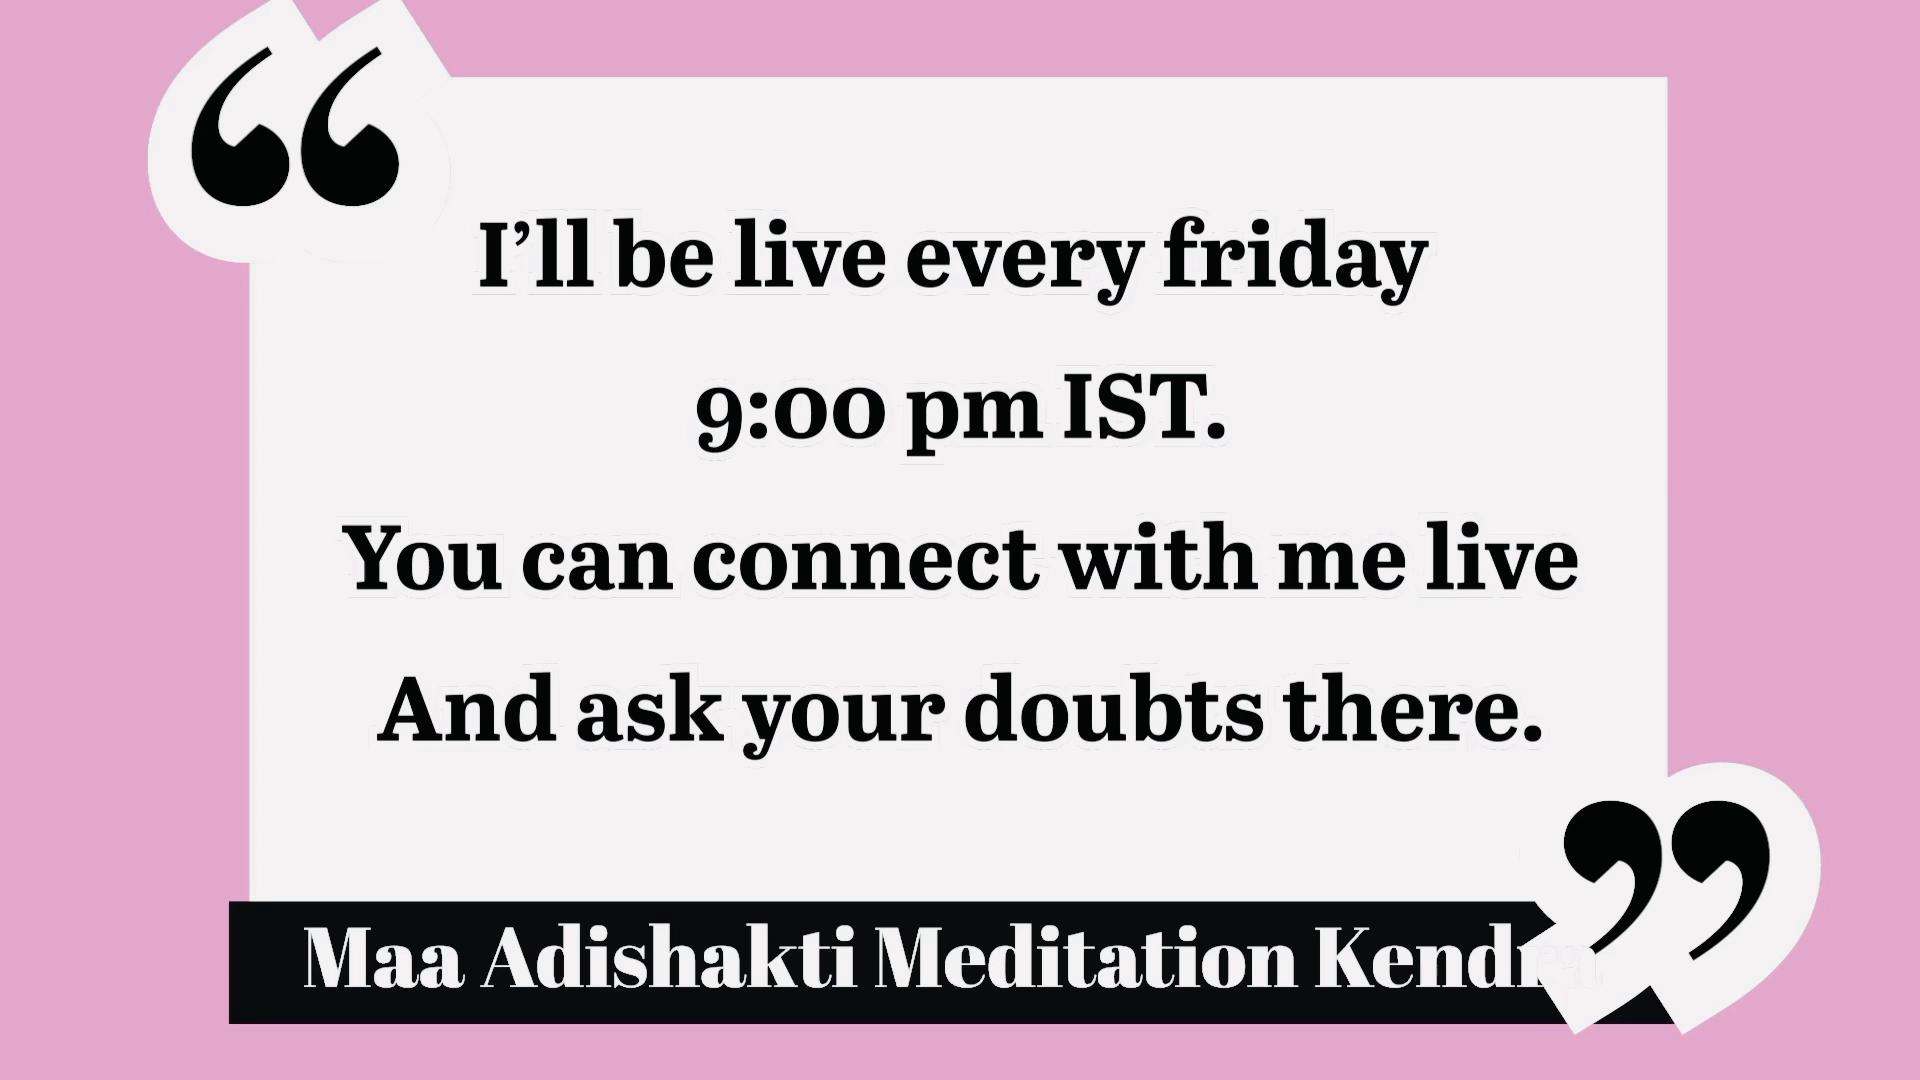 I’ll be live every friday
9:00 pm IST.
You can connect with me live
And ask your doubts there.
Maa Adishakti Meditation Kendra